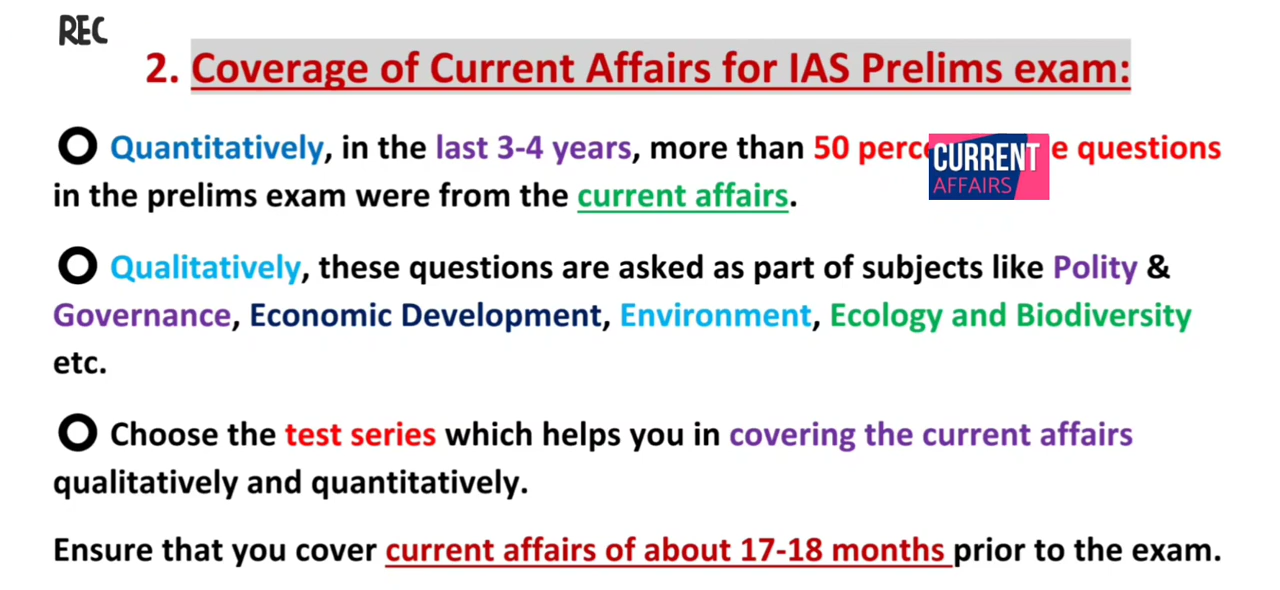 REC
2. Coverage of Current Affairs for IAS Prelims exam:
Quantitatively, in the last 3-4 years, more than 50 questions
CURRENT
AFFAIRS
in the prelims exam were from the current affairs.
Qualitatively, these questions are asked as part of subjects like Polity &
Governance, Economic Development, Environment, Ecology and Biodiversity
etc.
Choose the test series which helps you in covering the current affairs
qualitatively and quantitatively.
Ensure that you cover current affairs of about 17-18 months prior to the exam.